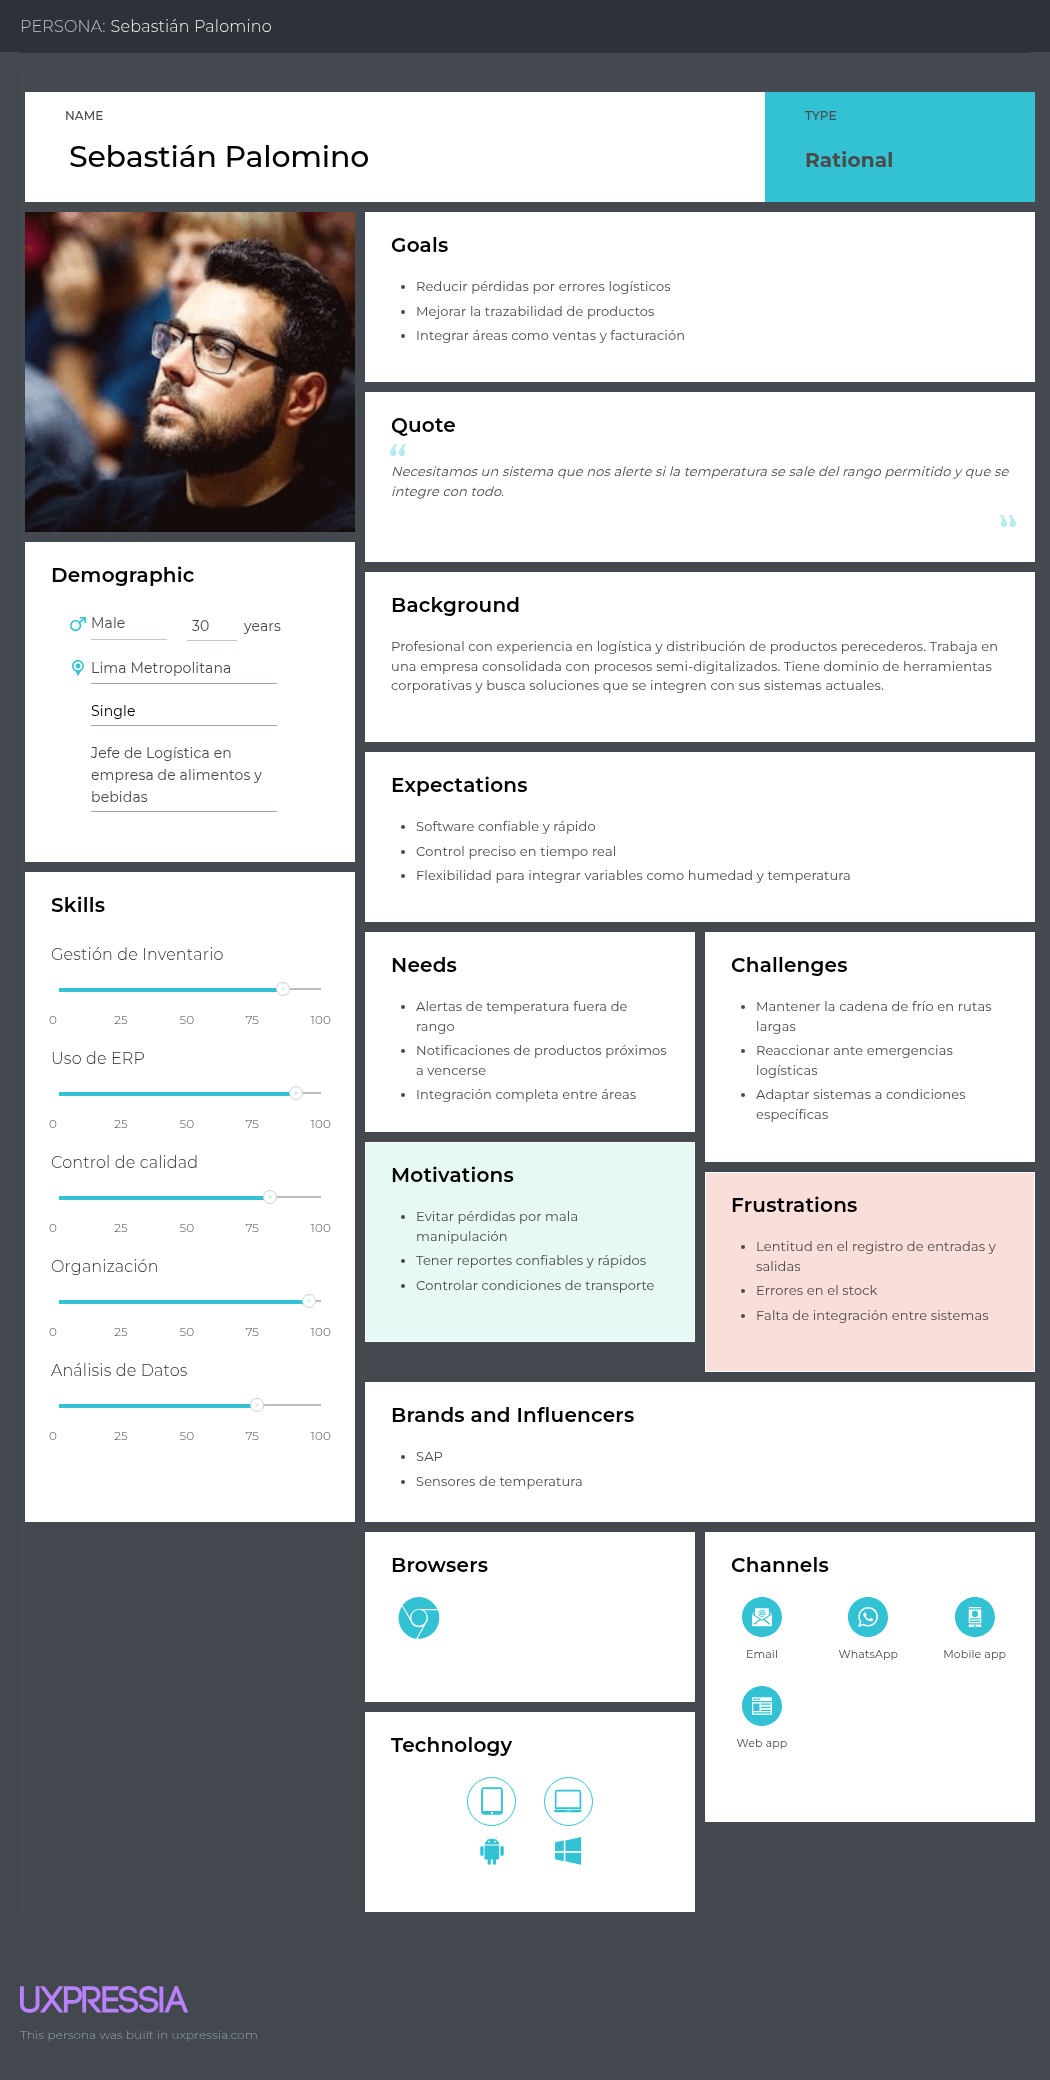 PERSONA: Sebastián Palomino
NAME
Sebastián Palomino
TYPE
Rational
Goals
Reducir pérdidas por errores logísticos
Mejorar la trazabilidad de productos
Integrar áreas como ventas y facturación
Quote
“
Necesitamos un sistema que nos alerte si la temperatura se sale del rango permitido y que se
integre con todo.
”
Demographic
Male 30 years
Lima Metropolitana
Single
Jefe de Logística en
empresa de alimentos y
bebidas
Background
Profesional con experiencia en logística y distribución de productos perecederos. Trabaja en
una empresa consolidada con procesos semi-digitalizados. Tiene dominio de herramientas
corporativas y busca soluciones que se integren con sus sistemas actuales.
Expectations
Software confiable y rápido
Control preciso en tiempo real
Flexibilidad para integrar variables como humedad y temperatura
Skills
Gestión de Inventario
0 25 50 75 100
Uso de ERP
0 25 50 75 100
Control de calidad
0 25 50 75 100
Organización
0 25 50 75 100
Análisis de Datos
0 25 50 75 100
Needs
Alertas de temperatura fuera de
rango
Notificaciones de productos próximos
a vencerse
Integración completa entre áreas
Challenges
Mantener la cadena de frío en rutas
largas
Reaccionar ante emergencias
logísticas
Adaptar sistemas a condiciones
específicas
Motivations
Evitar pérdidas por mala
manipulación
Tener reportes confiables y rápidos
Controlar condiciones de transporte
Frustrations
Lentitud en el registro de entradas y
salidas
Errores en el stock
Falta de integración entre sistemas
Brands and Influencers
SAP
Sensores de temperatura
Browsers
Channels
Email WhatsApp Mobile app
Web app
Technology
UXPRESSIA
This persona was built in uxpressia.com